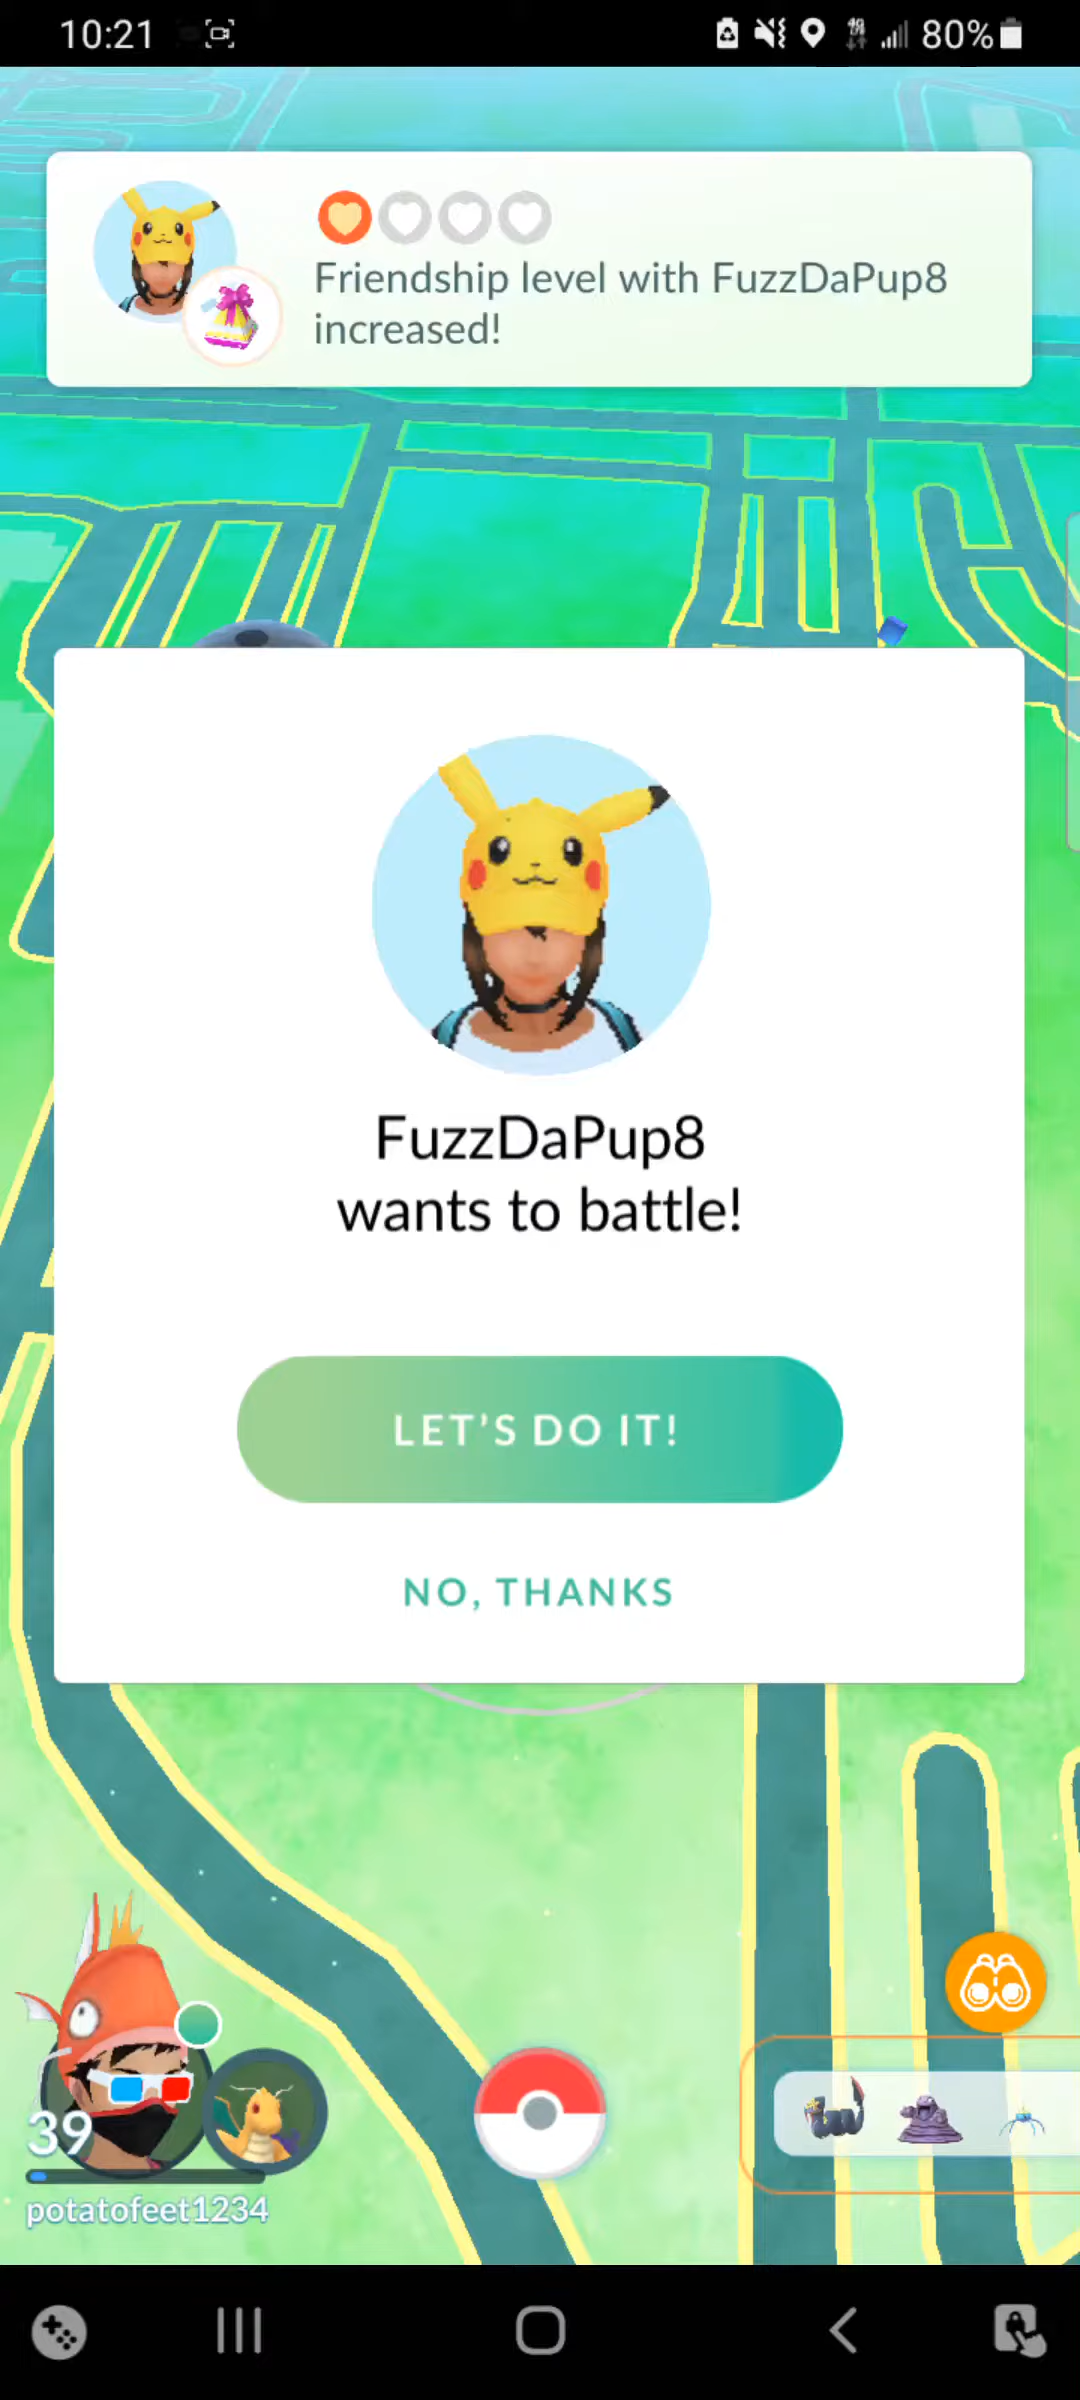 10:21
80%
Friendship level with FuzzDaPup8
increased!
FuzzDaPup8
wants to battle!
LET'S DO IT!
NO, THANKS
39
potatofeet1234